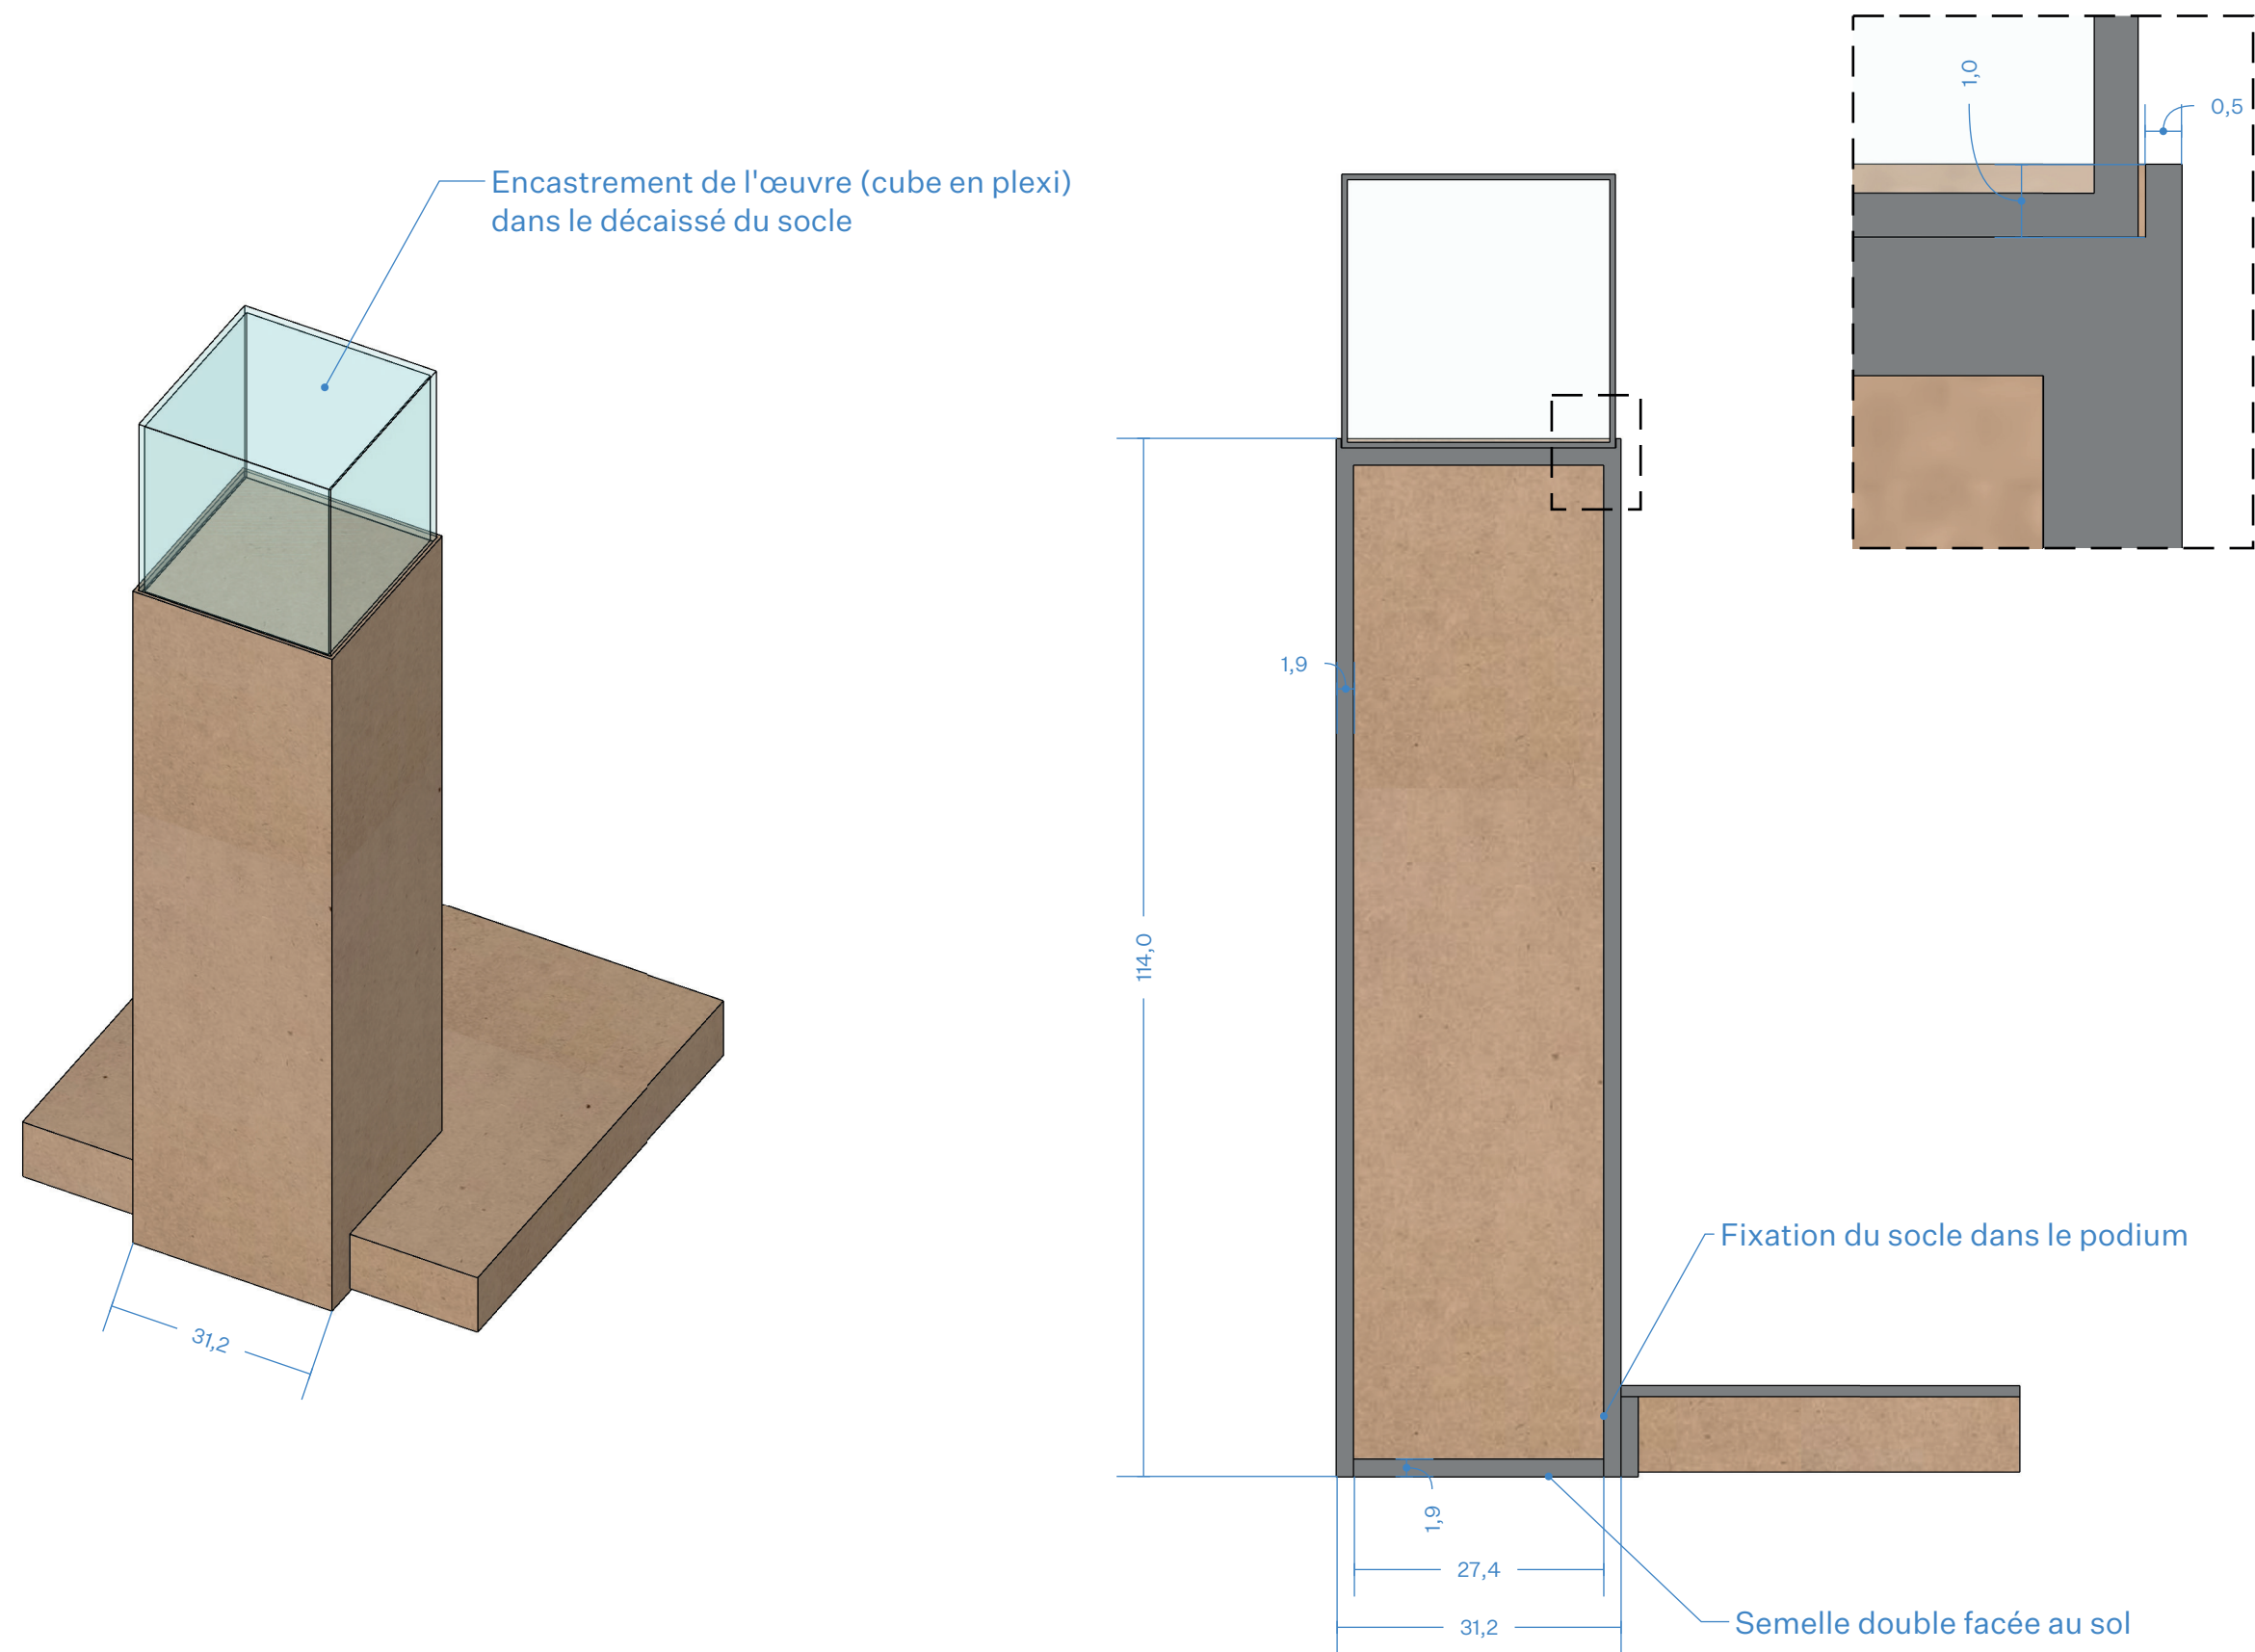 Encastrement de l'œuvre (cube en plexi)
dans le décaissé du socle
1,0
0,5
1,9
114,0
31,2
Fixation du socle dans le podium
1,9
27,4
31,2
Semelle double facée au sol